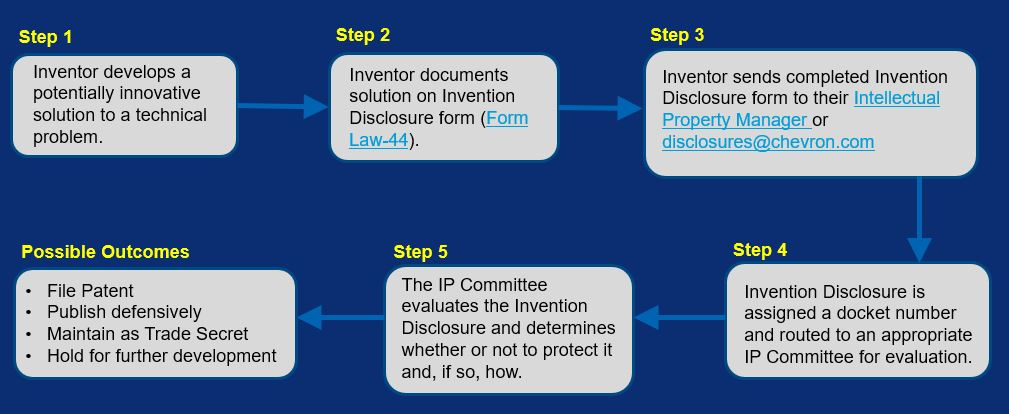 Step 1
Inventor develops a
potentially innovative
solution to a technical
problem.
Step 2
Inventor documents
solution on Invention
Disclosure form (Form
Law-44).
Step 3
Inventor sends completed Invention
Disclosure form to their Intellectual
Property Manager or
disclosures@chevron.com
Step 4
Invention Disclosure is
assigned a docket number
and routed to an appropriate
IP Committee for evaluation.
Step 5
The IP Committee
evaluates the Invention
Disclosure and determines
whether or not to protect it
and, if so, how.
Possible Outcomes
• File Patent
• Publish defensively
• Maintain as Trade Secret
• Hold for further development